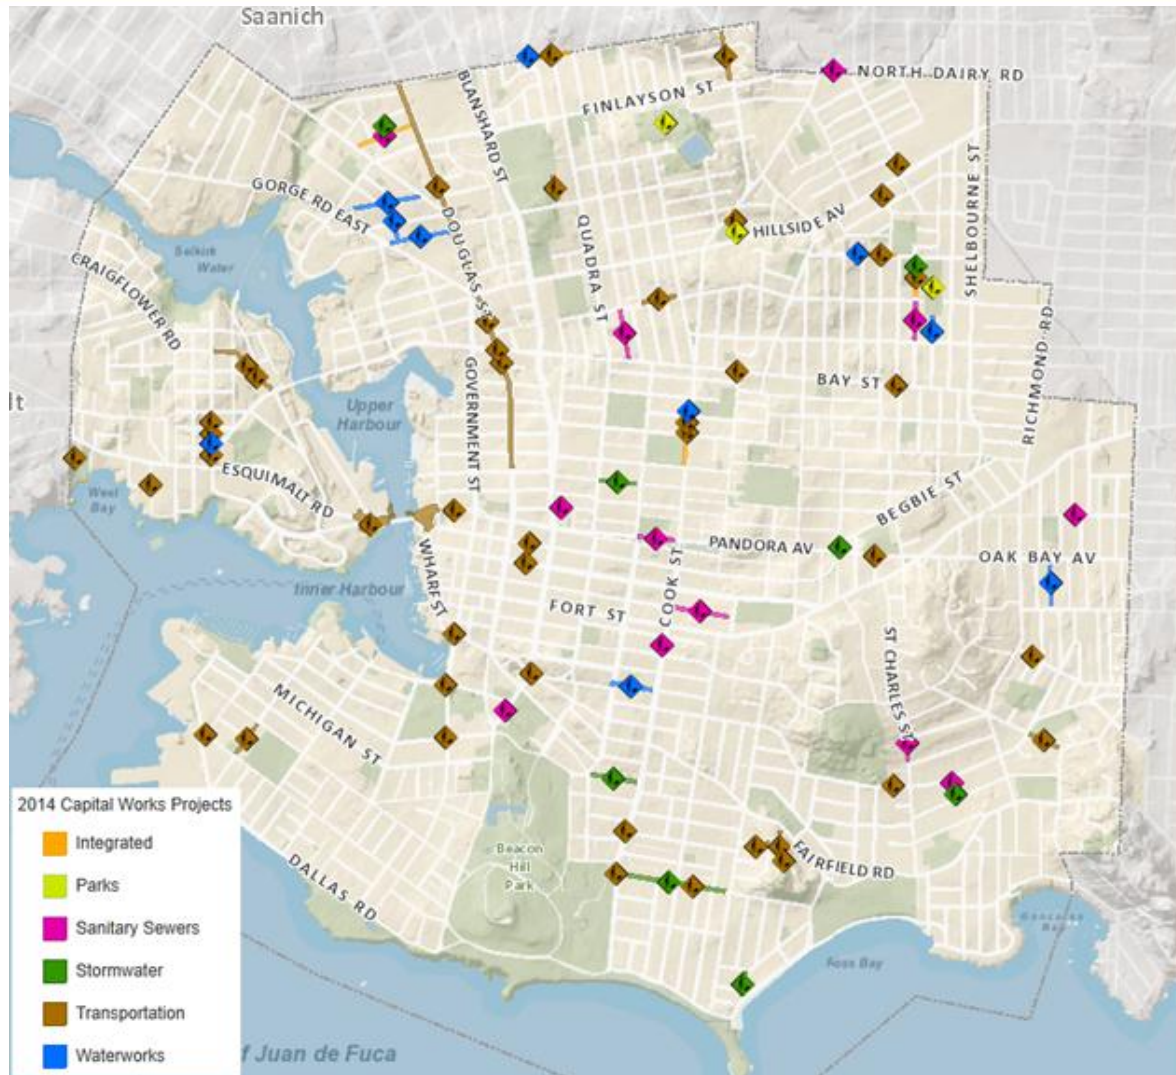 Saanich
NORTH DAIRY RD
BLANSHARD ST
FINLAYSON ST
SHELBOURNE ST
GORGE RD EAST
DOUGLAS ST
QUADRA ST
HILLSIDE AV
Selkirk
Water
CRAIGFLOWER RD
RICHMOND RD
BAY ST
GOVERNMENT ST
lt
Upper
Harbour
ESQUIMALT RD
West
Bay
BEGBIE ST
PANDORA AV
OAK BAY AV
WHARF ST
COOK ST
Inner Harbour
FORT ST
ST CHARLES ST
MICHIGAN ST
2014 Capital Works Projects
Integrated
Parks
Sanitary Sewers
Stormwater
Transportation
Waterworks
Beacon
Hill
Park
FAIRFIELD RD
DALLAS RD
Gonzales
Bay
Ross Bay
f Juan de Fuca